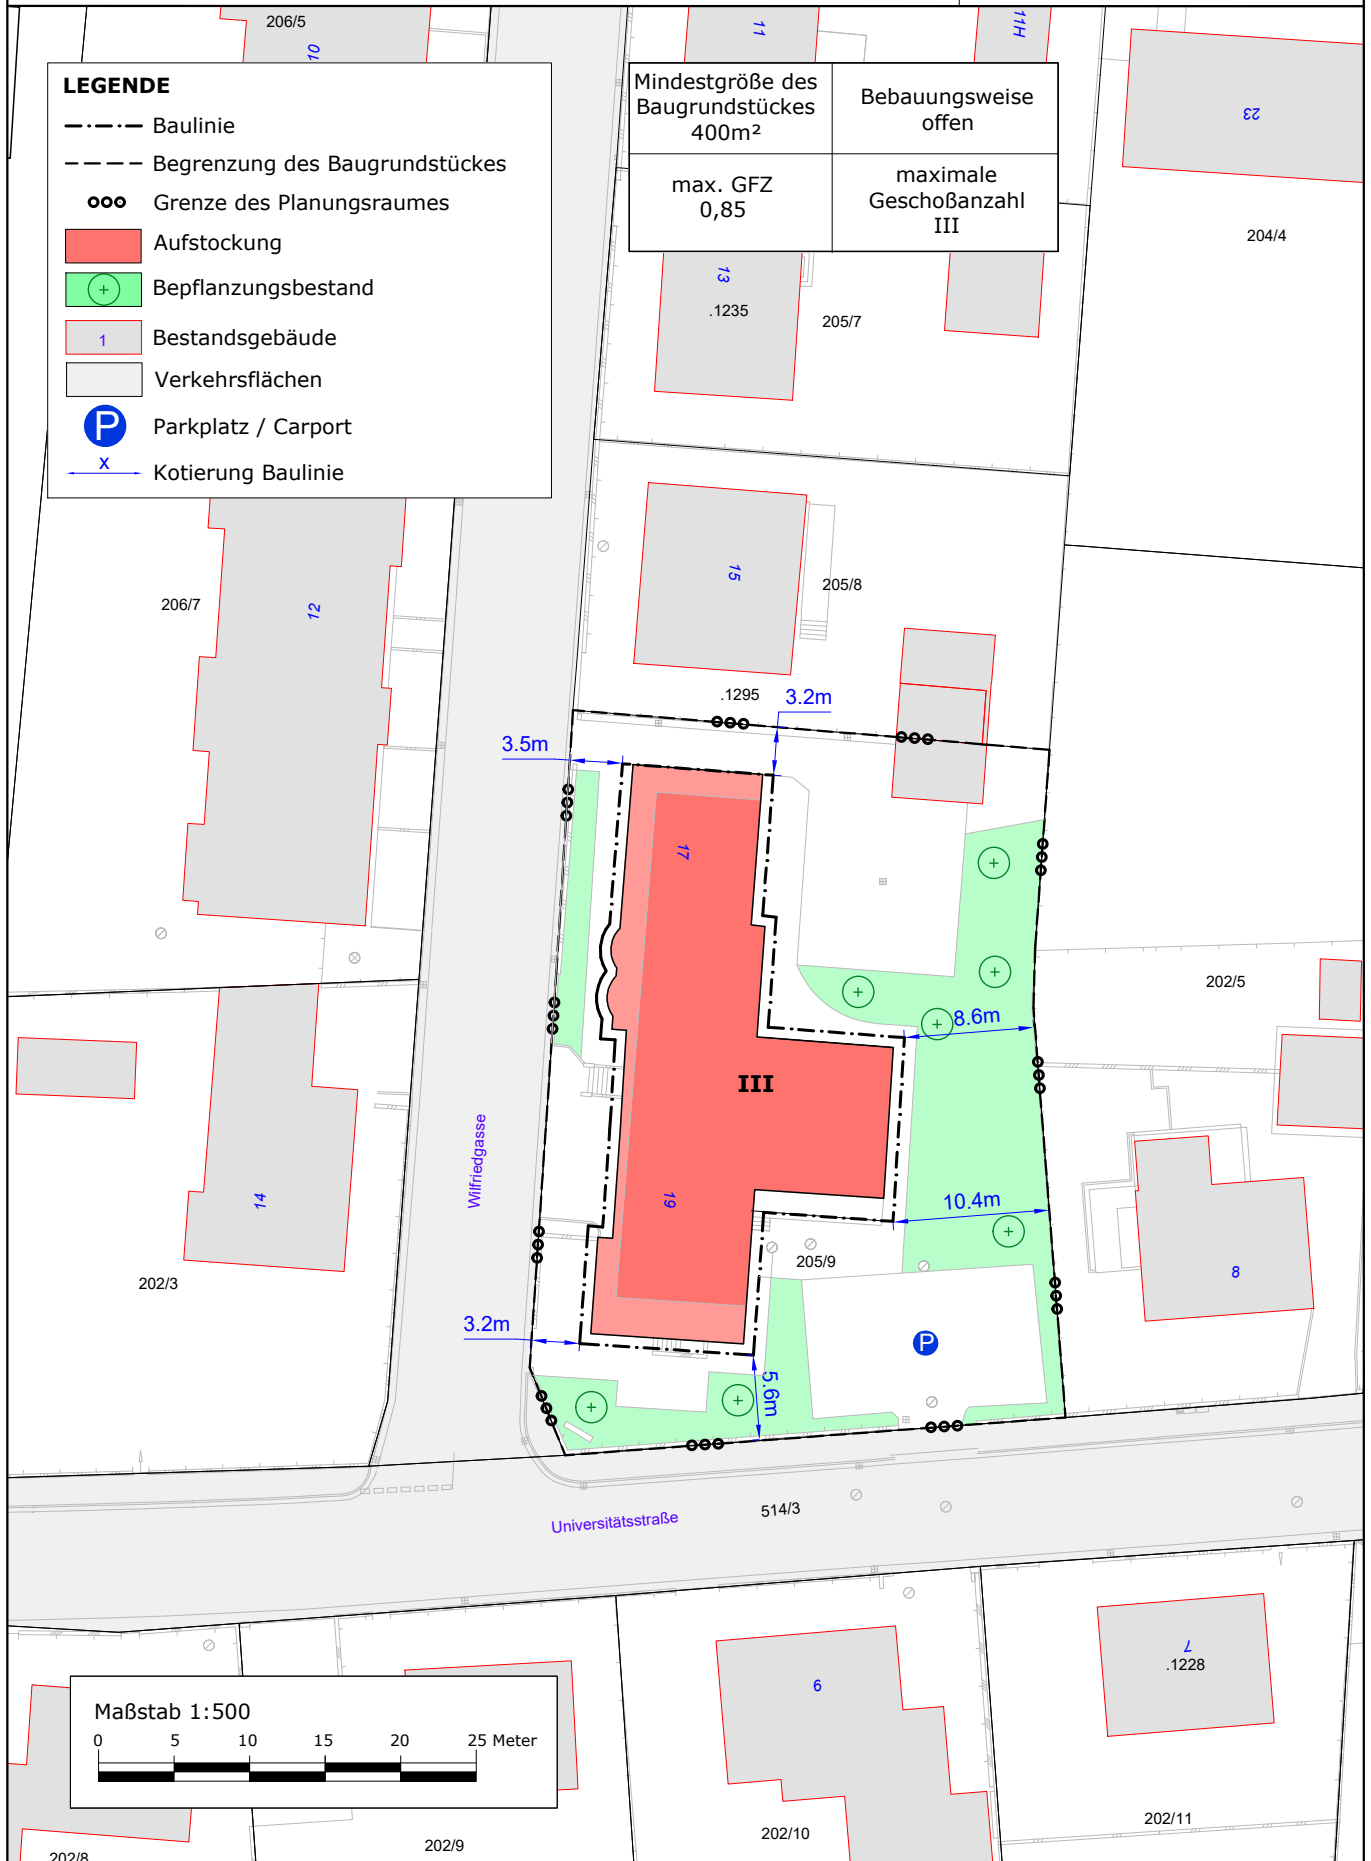 206/5
10
11
11H
23
LEGENDE
Baulinie
Begrenzung des Baugrundstückes
Grenze des Planungsraumes
Aufstockung
Bepflanzungsbestand
1
Bestandsgebäude
Verkehrsflächen
P
Parkplatz / Carport
x
Kotierung Baulinie
Mindestgröße des
Baugrundstückes
400m²
Bebauungsweise
offen
max. GFZ
0,85
maximale
Geschoßanzahl
III
204/4
13
.1235
205/7
15
205/8
206/7
12
.1295
3.2m
3.5m
17
202/5
8.6m
III
Wilfriedgasse
19
10.4m
14
205/9
202/3
8
3.2m
P
5.6m
514/3
Universitätsstraße
7
.1228
6
Maßstab 1:500
0 5 10 15 20 25 Meter
202/11
202/10
202/9
202/8